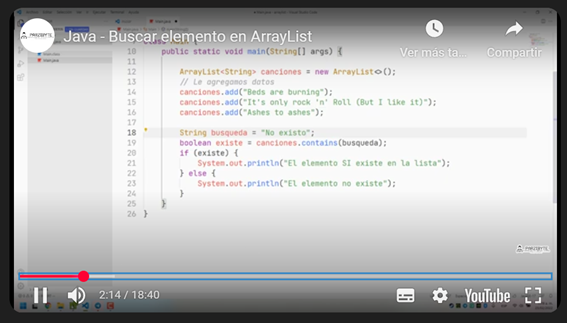 Java - Buscar elemento en ArrayList
Ver más ta...
Compartir
10 public static void main(String[] args) {
11
12 ArrayList<String> canciones = new ArrayList<>();
13 // Le agregamos datos
14 canciones.add("Beds are burning");
15 canciones.add("It's only rock 'n' Roll (But I like it)");
16 canciones.add("Ashes to ashes");
17
18 String busqueda = "No existo";
19 boolean existe = canciones.contains(busqueda);
20 if (existe) {
21 System.out.println("El elemento SI existe en la lista");
22 } else {
23 System.out.println("El elemento no existe");
24 }
25 }
26 }
PARZIBYTE
2:14 / 18:40
YouTube